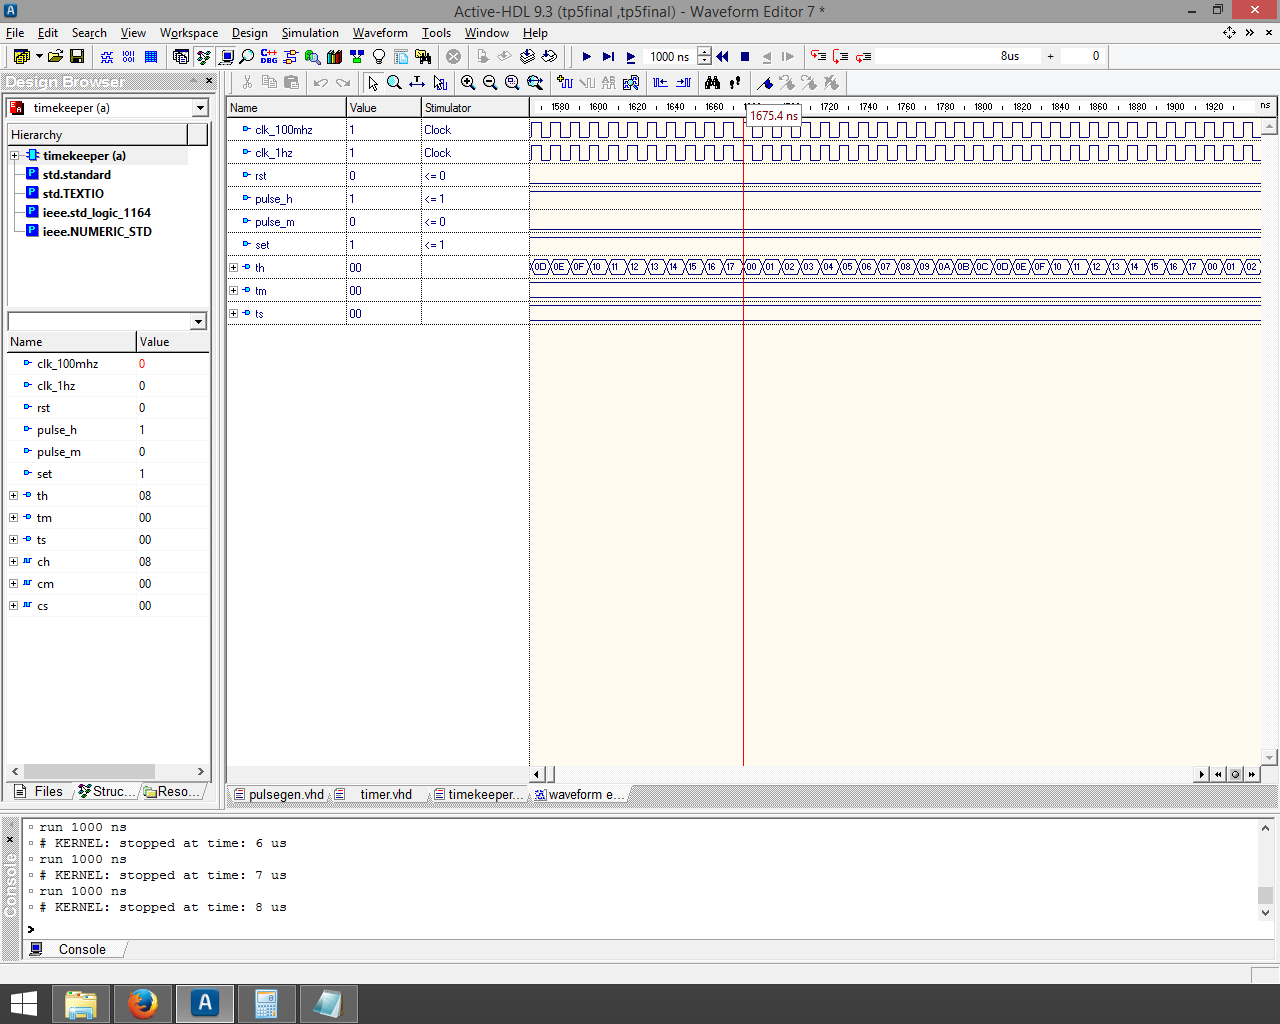 Active-HDL 9.3 (tp5final ,tp5final) - Waveform Editor 7 *
File Edit Search View Workspace Design Simulation Waveform Tools Window Help
1000 ns 8us + 0
Design Browser
timekeeper (a)
Hierarchy
timekeeper (a)
std.standard
std.TEXTIO
ieee.std_logic_1164
ieee.NUMERIC_STD
Name Value
clk_100mhz 0
clk_1hz 0
rst 0
pulse_h 1
pulse_m 0
set 1
th 08
tm 00
ts 00
ch 08
cm 00
cs 00
Files Struc... Reso...
Name Value Stimulator 1580 1600 1620 1640 1660 1720 1740 1760 1780 1800 1820 1840 1860 1880 1900 1920 ns
1675.4 ns
clk_100mhz 1 Clock
clk_1hz 1 Clock
rst 0 <= 0
pulse_h 1 <= 1
pulse_m 0 <= 0
set 1 <= 1
th 00 0D 0E 0F 10 11 12 13 14 15 16 17 00 01 02 03 04 05 06 07 08 09 0A 0B 0C 0D 0E 0F 10 11 12 13 14 15 16 17 00 01 02
tm 00
ts 00
pulsegen.vhd timer.vhd timekeeper... waveform e...
run 1000 ns
# KERNEL: stopped at time: 6 us
run 1000 ns
# KERNEL: stopped at time: 7 us
run 1000 ns
# KERNEL: stopped at time: 8 us
>
Console
Console